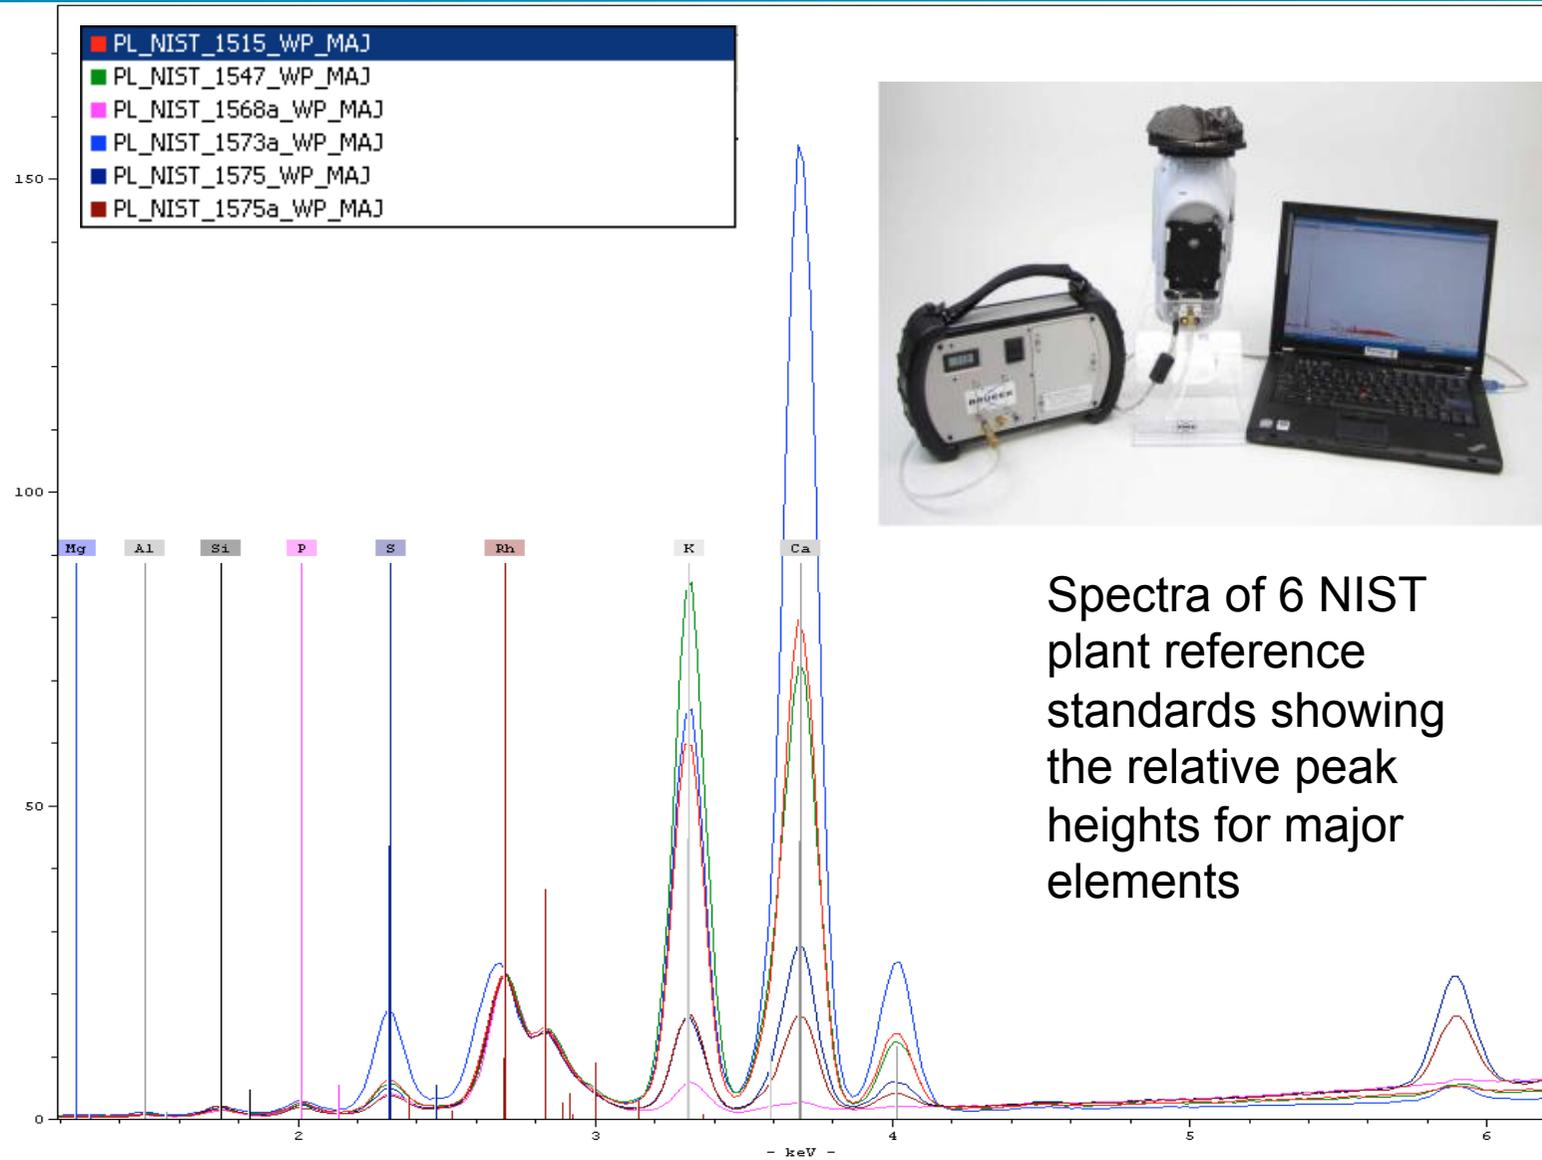 PL_NIST_1515_WP_MAJ
PL_NIST_1547_WP_MAJ
PL_NIST_1568a_WP_MAJ
PL_NIST_1573a_WP_MAJ
PL_NIST_1575_WP_MAJ
PL_NIST_1575a_WP_MAJ
150
100
50
0
Mg Al Si P S Rh K Ca
BRUKER
Spectra of 6 NIST
plant reference
standards showing
the relative peak
heights for major
elements
2 3 4 5 6
- keV -